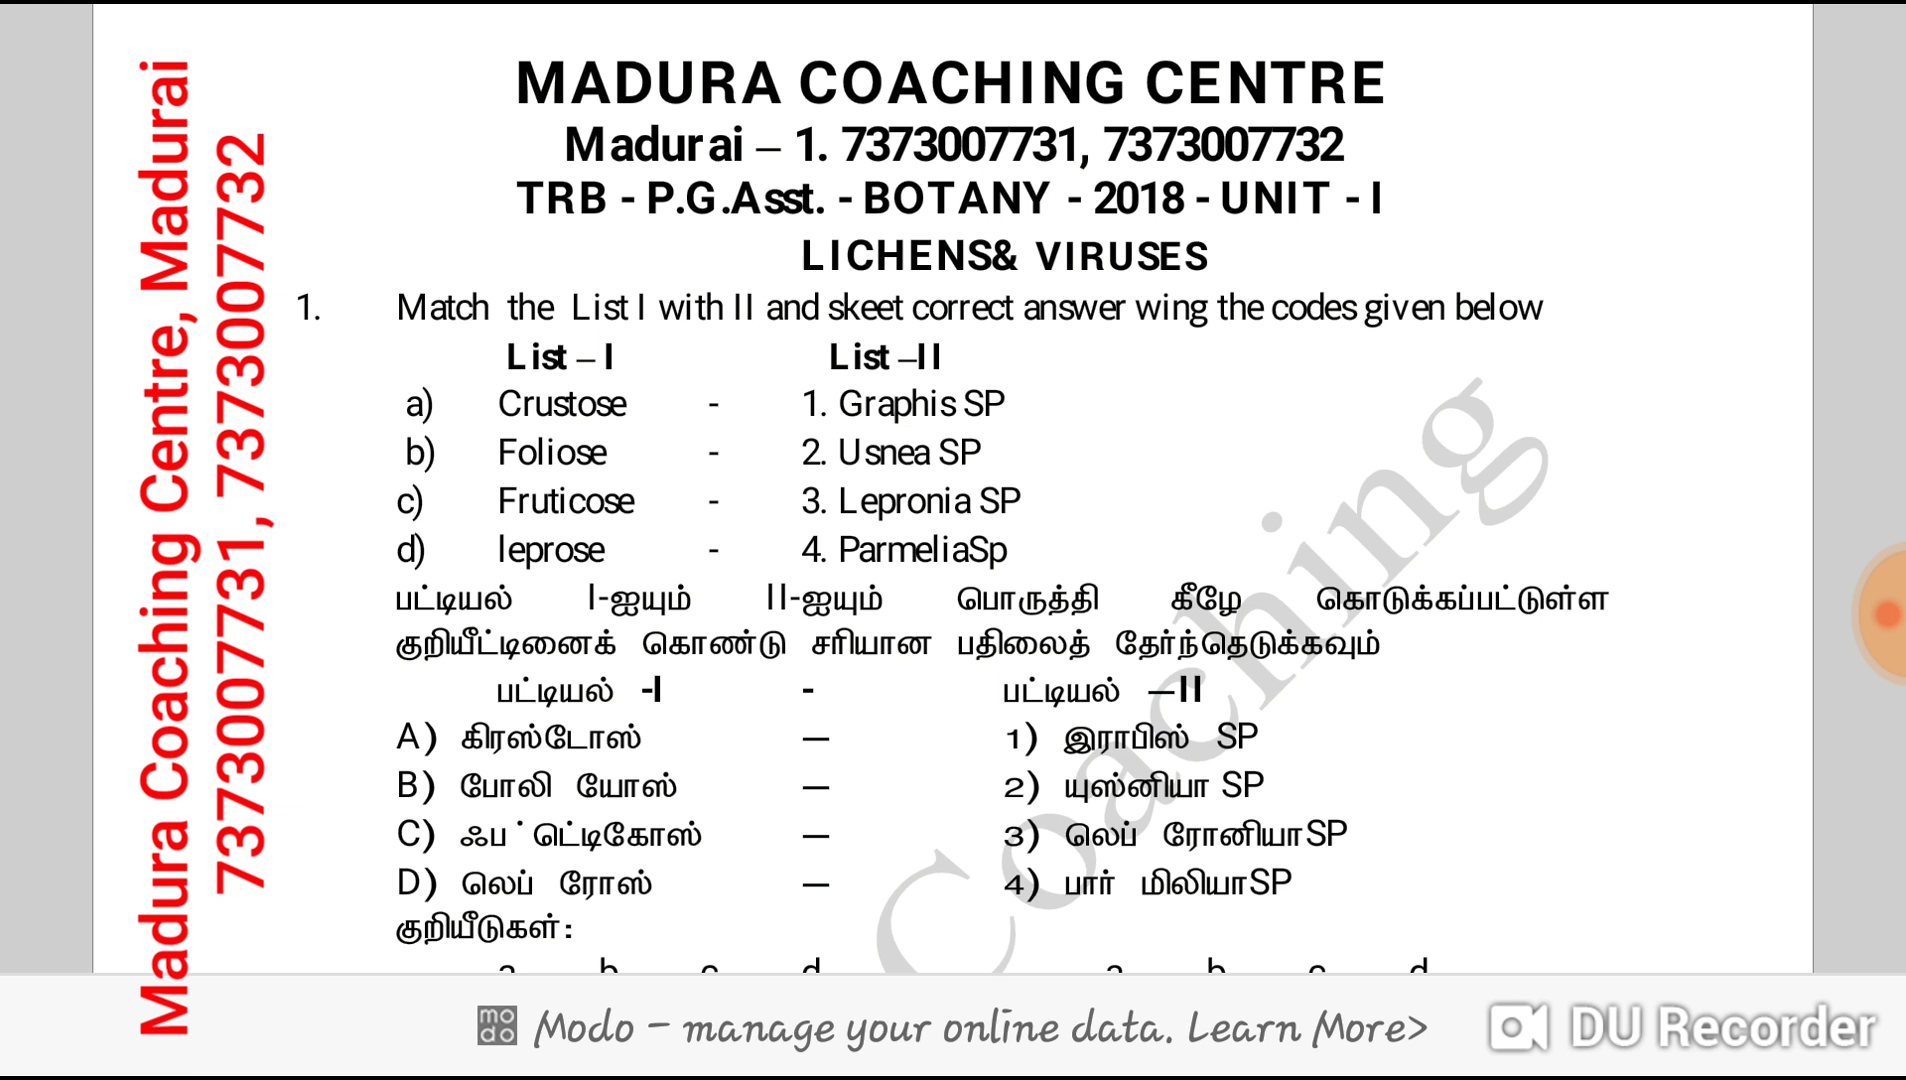 MADURA COACHING CENTRE
Madurai – 1. 7373007731, 7373007732
TRB - P.G.Asst. - BOTANY - 2018 - UNIT - I
LICHENS& VIRUSES
1. Match the List I with II and skeet correct answer wing the codes given below
List – I List –II
a) Crustose - 1. Graphis SP
b) Foliose - 2. Usnea SP
c) Fruticose - 3. Lepronia SP
d) leprose - 4. ParmeliaSp
பட்டியல் I-ஐயும் II-ஐயும் பொருத்தி கீழே கொடுக்கப்பட்டுள்ள
குறியீட்டினைக் கொண்டு சரியான பதிலைத் தேர்ந்தெடுக்கவும்
பட்டியல் -I - பட்டியல் –II
A) கிரஸ்டோஸ் – 1) இராபிஸ் SP
B) போலி யோஸ் – 2) யுஸ்னியா SP
C) ஃப ் ெட்டிகோஸ் – 3) லெப் ரோனியாSP
D) லெப் ரோஸ் – 4) பார் மிலியாSP
குறியீடுகள்:
a b c d a b c d
Madura Coaching Centre, Madurai
7373007731, 7373007732
Coaching
mo do Modo – manage your online data. Learn More>
DU Recorder